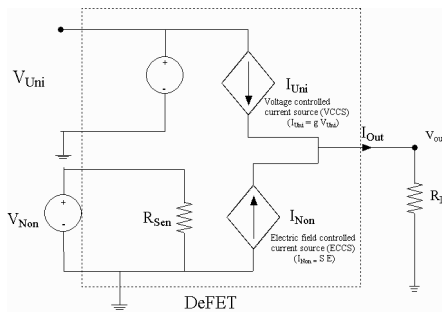 +
-
V_Uni
I_Uni
Voltage controlled
current source (VCCS)
(I_Uni = g V_Uni)
I_Out
+
-
V_Non
R_Sen
I_Non
Electric field controlled
current source (ECCS)
(I_Non = S E)
DeFET